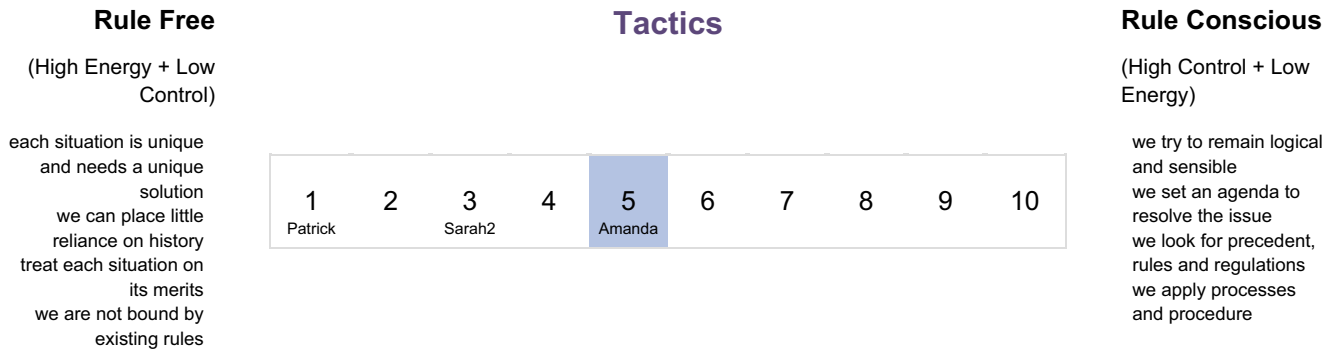 Rule Free
(High Energy + Low
Control)
each situation is unique
and needs a unique
solution
we can place little
reliance on history
treat each situation on
its merits
we are not bound by
existing rules
Tactics
1 2 3 4 5 6 7 8 9 10
Patrick Sarah2 Amanda
Rule Conscious
(High Control + Low
Energy)
we try to remain logical
and sensible
we set an agenda to
resolve the issue
we look for precedent,
rules and regulations
we apply processes
and procedure